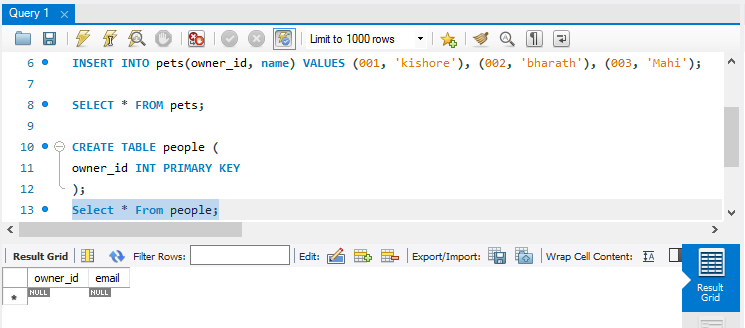 Query 1
Limit to 1000 rows
6 INSERT INTO pets(owner_id, name) VALUES (001, 'kishore'), (002, 'bharath'), (003, 'Mahi');
7
8 SELECT * FROM pets;
9
10 CREATE TABLE people (
11 owner_id INT PRIMARY KEY
12 );
13 Select * From people;
Result Grid Filter Rows: Edit: Export/Import: Wrap Cell Content:
owner_id email
NULL NULL
Result
Grid